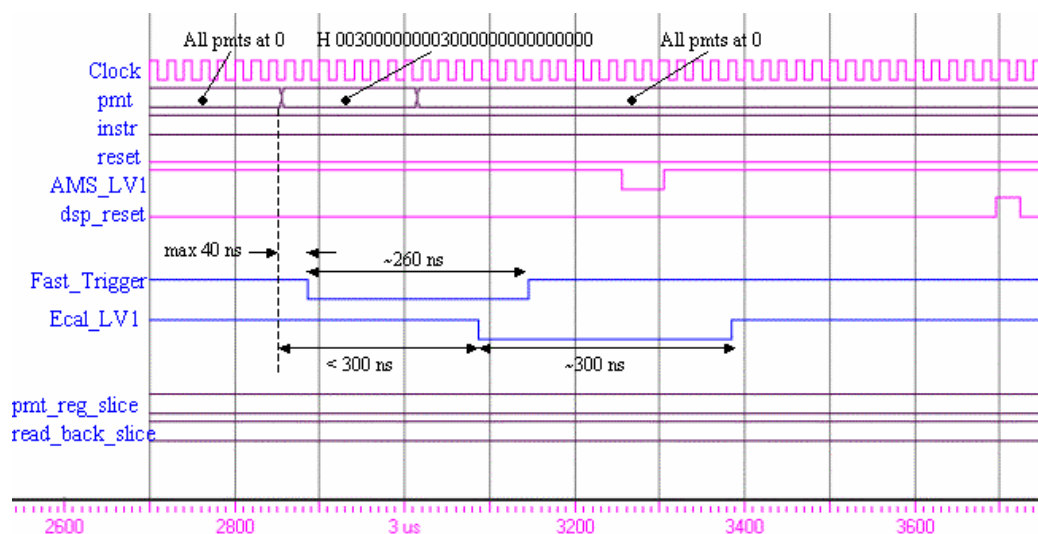 All pmts at 0
H 0030000000030000000000000000
All pmts at 0
Clock
pmt
instr
reset
AMS_LV1
dsp_reset
max 40 ns
~260 ns
Fast_Trigger
Ecal_LV1
< 300 ns
~300 ns
pmt_reg_slice
read_back_slice
2600
2800
3 us
3200
3400
3600